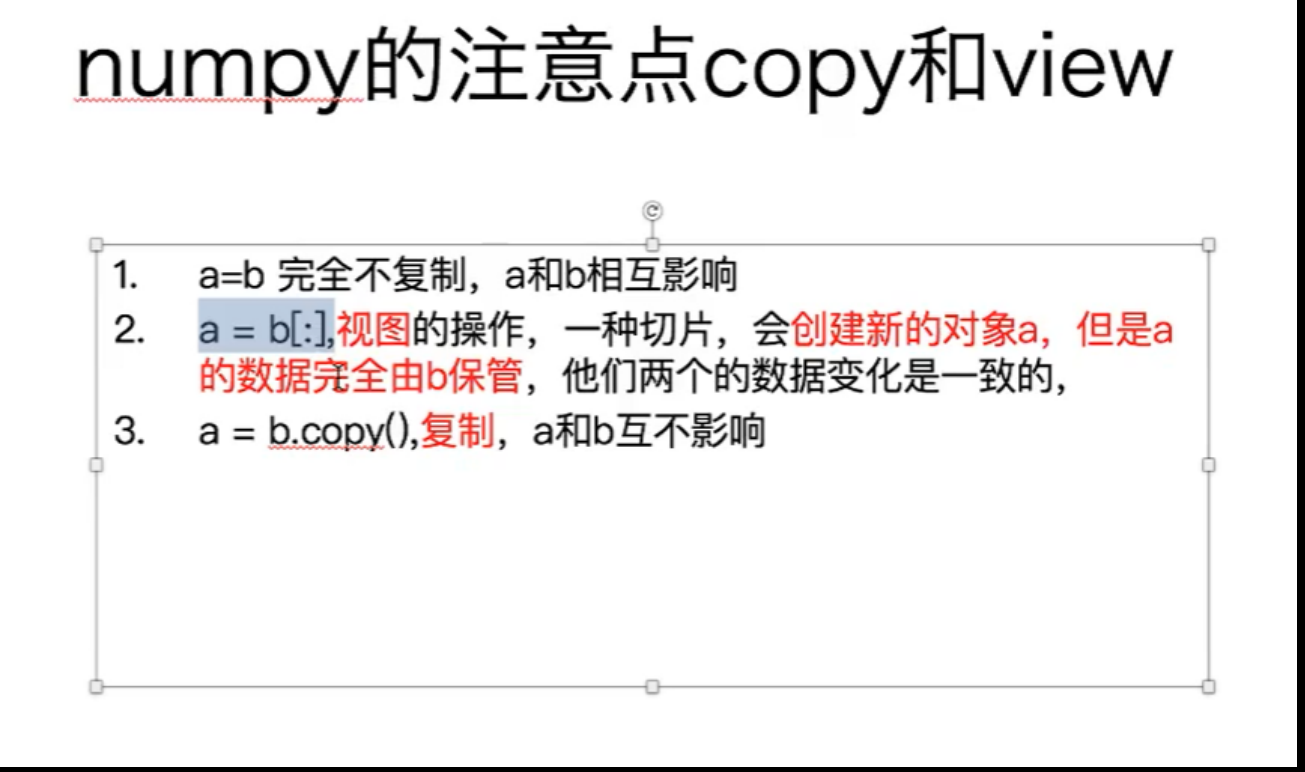 numpy的注意点copy和view
1. a=b 完全不复制，a和b相互影响
2. a = b[:],视图的操作，一种切片，会创建新的对象a，但是a
的数据完全由b保管，他们两个的数据变化是一致的，
3. a = b.copy(),复制，a和b互不影响